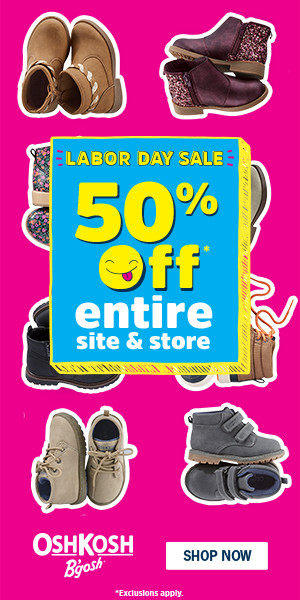 LABOR DAY SALE
50%
Off*
entire
site & store
OSHKOSH
B'gosh
SHOP NOW
*Exclusions apply.